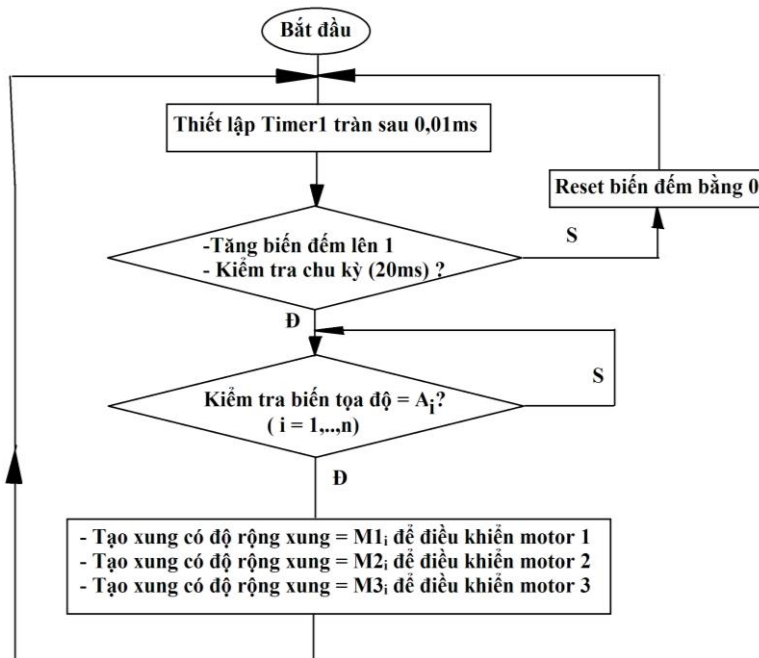 Bắt đầu
Thiết lập Timer1 tràn sau 0,01ms
Reset biến đếm bằng 0
-Tăng biến đếm lên 1
- Kiểm tra chu kỳ (20ms) ?
S
Đ
Kiểm tra biến tọa độ = Ai?
( i = 1,..,n)
S
Đ
- Tạo xung có độ rộng xung = M1i để điều khiển motor 1
- Tạo xung có độ rộng xung = M2i để điều khiển motor 2
- Tạo xung có độ rộng xung = M3i để điều khiển motor 3